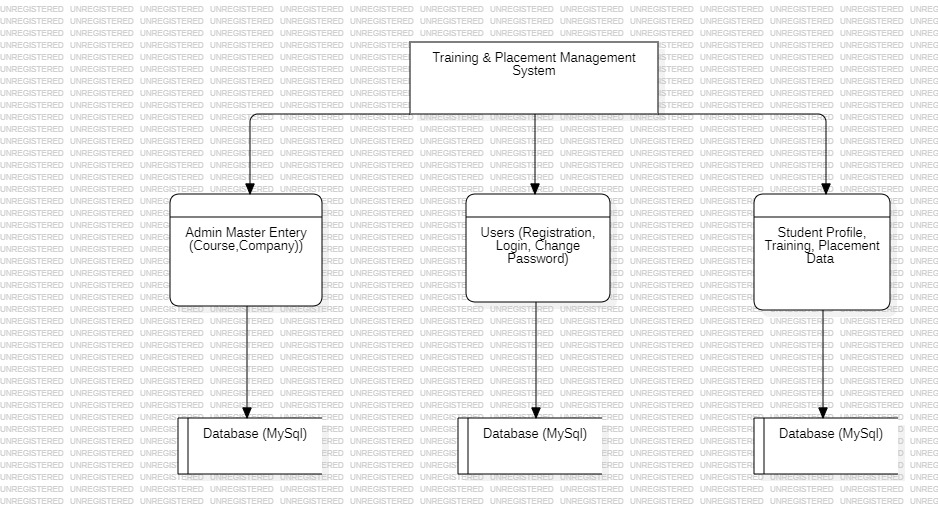 Training & Placement Management
System
Admin Master Entery
(Course,Company))
Users (Registration,
Login, Change
Password)
Student Profile,
Training, Placement
Data
Database (MySql)
Database (MySql)
Database (MySql)
UNREGISTERED